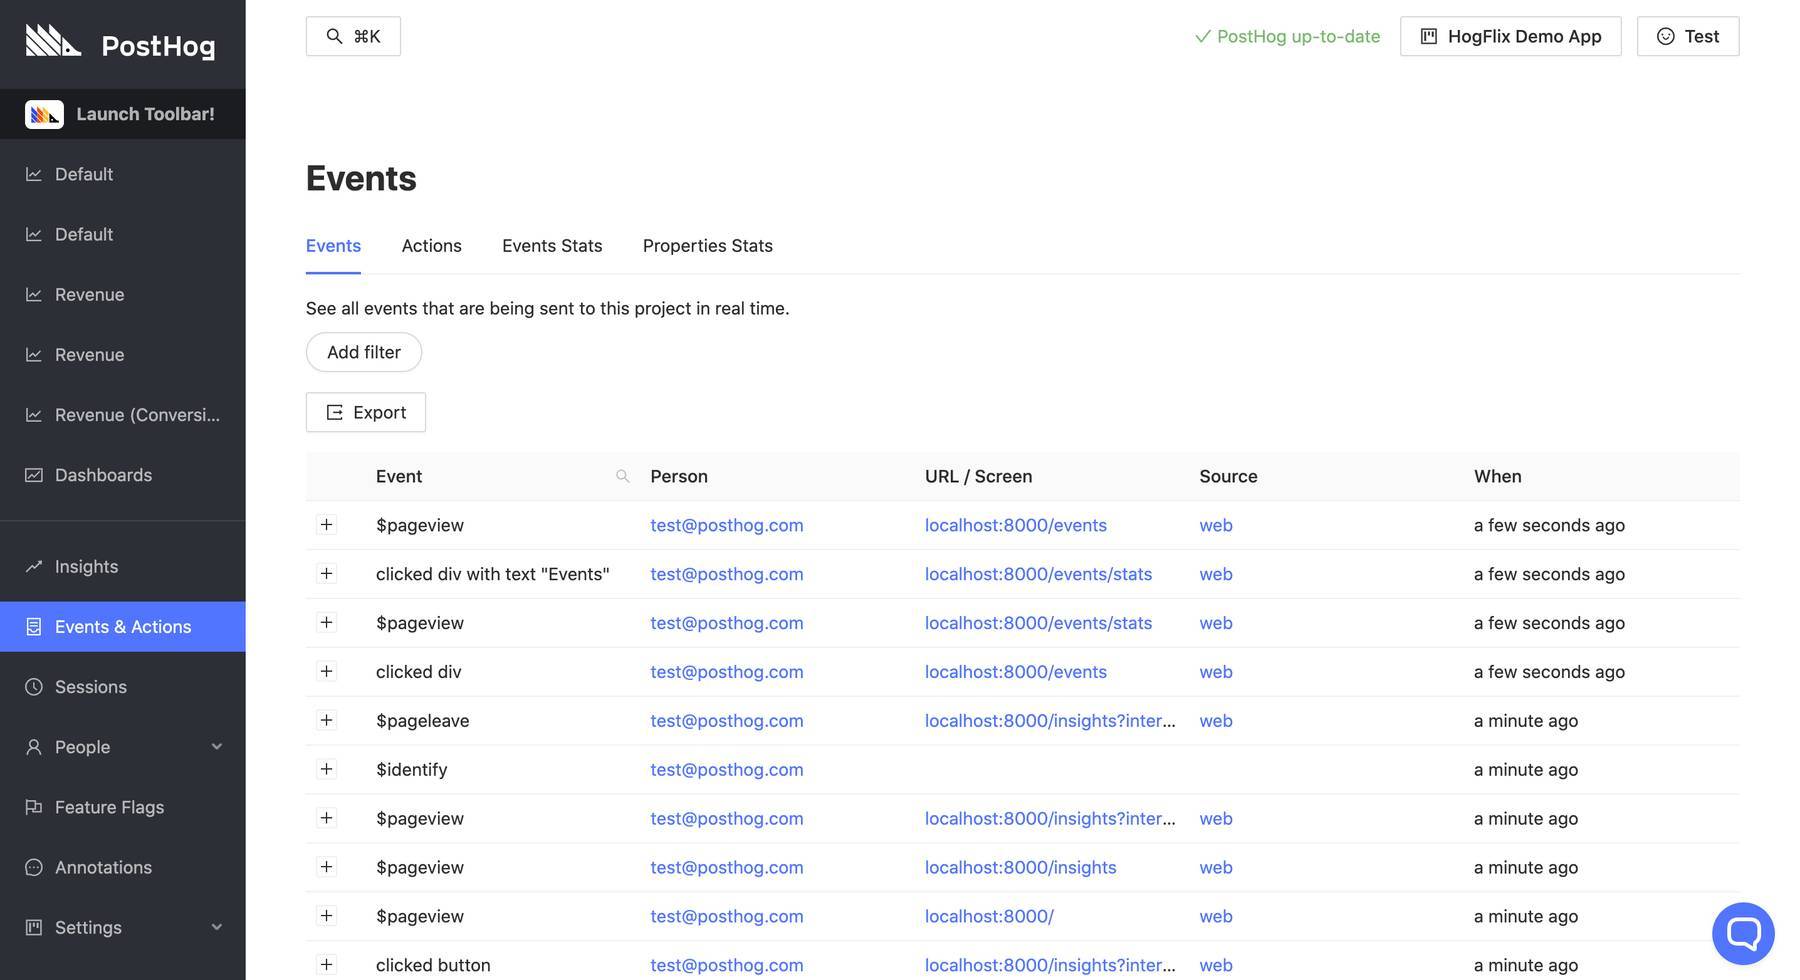 PostHog
Launch Toolbar!
Default
Default
Revenue
Revenue
Revenue (Conversi...
Dashboards
Insights
Events & Actions
Sessions
People
Feature Flags
Annotations
Settings
⌘K
PostHog up-to-date
HogFlix Demo App
Test
Events
Events Actions Events Stats Properties Stats
See all events that are being sent to this project in real time.
Add filter
Export
Event Person URL / Screen Source When
$pageview test@posthog.com localhost:8000/events web a few seconds ago
clicked div with text "Events" test@posthog.com localhost:8000/events/stats web a few seconds ago
$pageview test@posthog.com localhost:8000/events/stats web a few seconds ago
clicked div test@posthog.com localhost:8000/events web a few seconds ago
$pageleave test@posthog.com localhost:8000/insights?inter... web a minute ago
$identify test@posthog.com a minute ago
$pageview test@posthog.com localhost:8000/insights?inter... web a minute ago
$pageview test@posthog.com localhost:8000/insights web a minute ago
$pageview test@posthog.com localhost:8000/ web a minute ago
clicked button test@posthog.com localhost:8000/insights?inter... web a minute ago